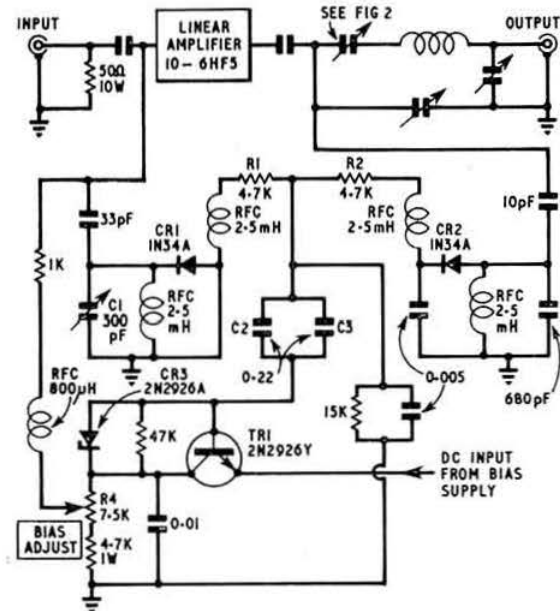 INPUT
LINEAR
AMPLIFIER
10-6HF5
SEE FIG 2
OUTPUT
50Ω
10W
R1
4.7K
R2
4.7K
33pF
CR1
1N34A
RFC
2·5mH
RFC
2·5mH
CR2
1N34A
10pF
1K
C1
300
pF
RFC
2-5
mH
C2
C3
0·22
RFC
2-5
mH
RFC
800µH
CR3
2N2926A
0·005
680pF
47K
TR1
2N2926Y
15K
DC INPUT
FROM BIAS
SUPPLY
R4
7.5K
BIAS
ADJUST
4.7K
1W
0·01